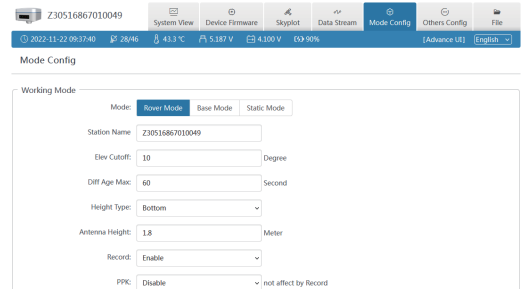 Z30516867010049
System View
Device Firmware
Skyplot
Data Stream
Mode Config
Others Config
File
2022-11-22 09:37:40 28/46 43.3 °C 5.187 V 4.100 V 90% [Advance UI] English
Mode Config
Working Mode
Mode: Rover Mode Base Mode Static Mode
Station Name Z30516867010049
Elev Cutoff: 10 Degree
Diff Age Max: 60 Second
Height Type: Bottom
Antenna Height: 1.8 Meter
Record: Enable
PPK: Disable not affect by Record